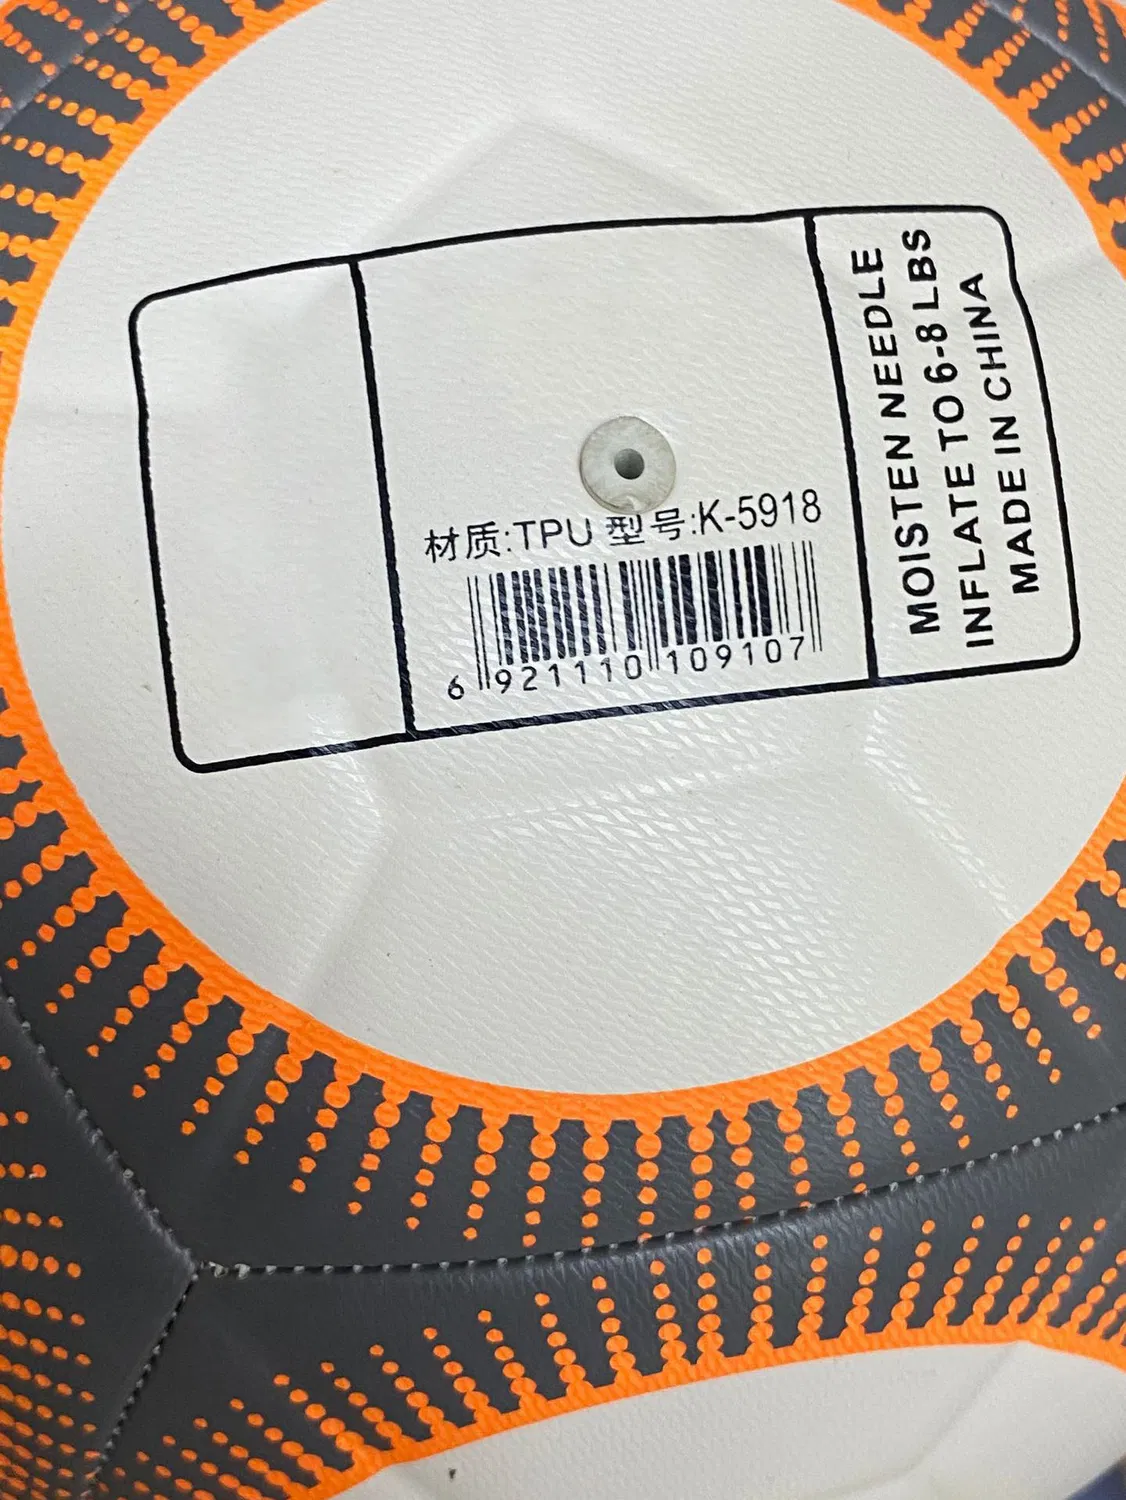 材质:TPU 型号:K-5918
6 921110 109107
MOISTEN NEEDLE
INFLATE TO 6-8 LBS
MADE IN CHINA